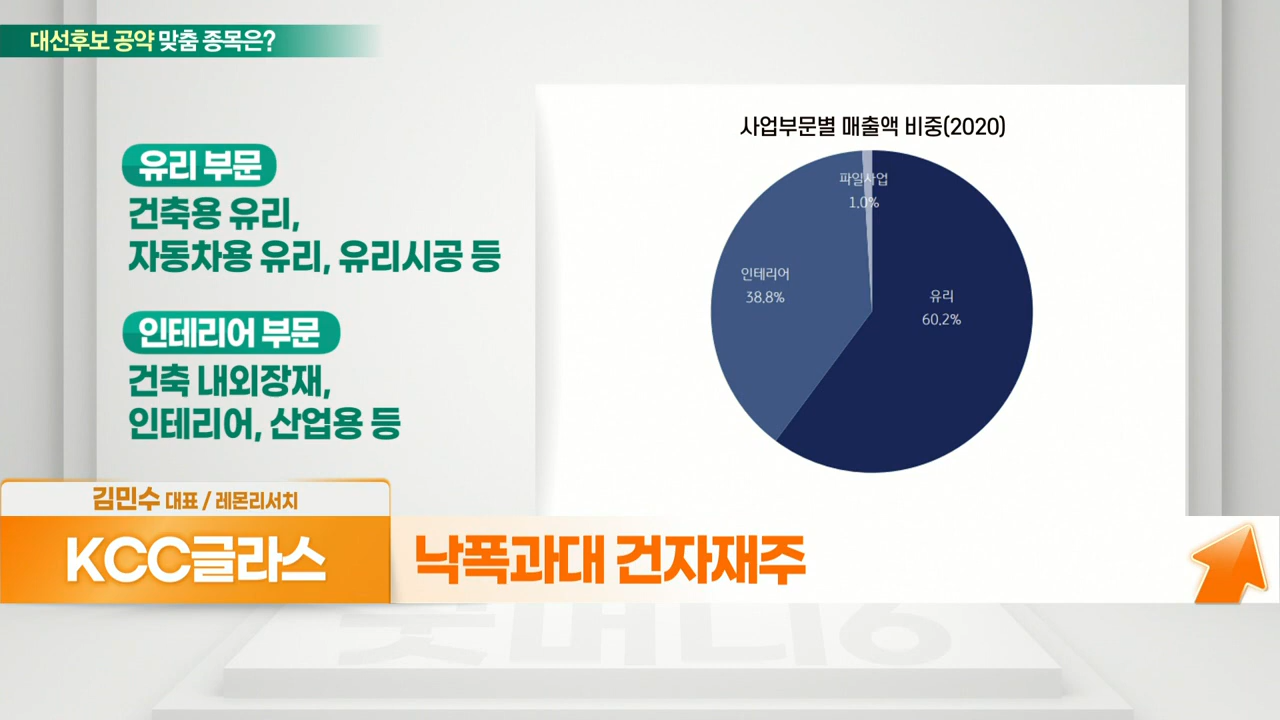 대선후보 공약 맞춤 종목은?
유리 부문
건축용 유리,
자동차용 유리, 유리시공 등
인테리어 부문
건축 내외장재,
인테리어, 산업용 등
사업부문별 매출액 비중(2020)
파일사업
1.0%
인테리어
38.8%
유리
60.2%
김민수 대표 / 레몬리서치
KCC글라스
낙폭과대 건자재주